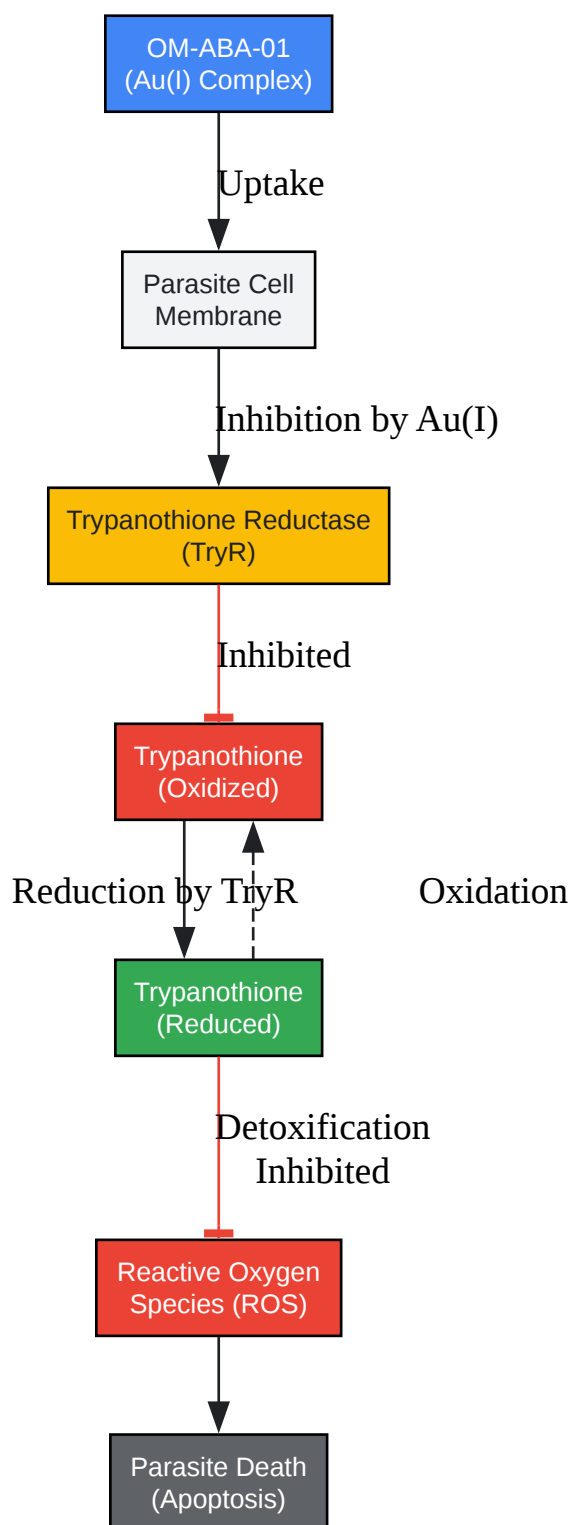 OM-ABA-01
(Au(I) Complex)
Uptake
Parasite Cell
Membrane
Inhibition by Au(I)
Trypanothione Reductase
(TryR)
Inhibited
Trypanothione
(Oxidized)
Reduction by TryR
Oxidation
Trypanothione
(Reduced)
Detoxification
Inhibited
Reactive Oxygen
Species (ROS)
Parasite Death
(Apoptosis)